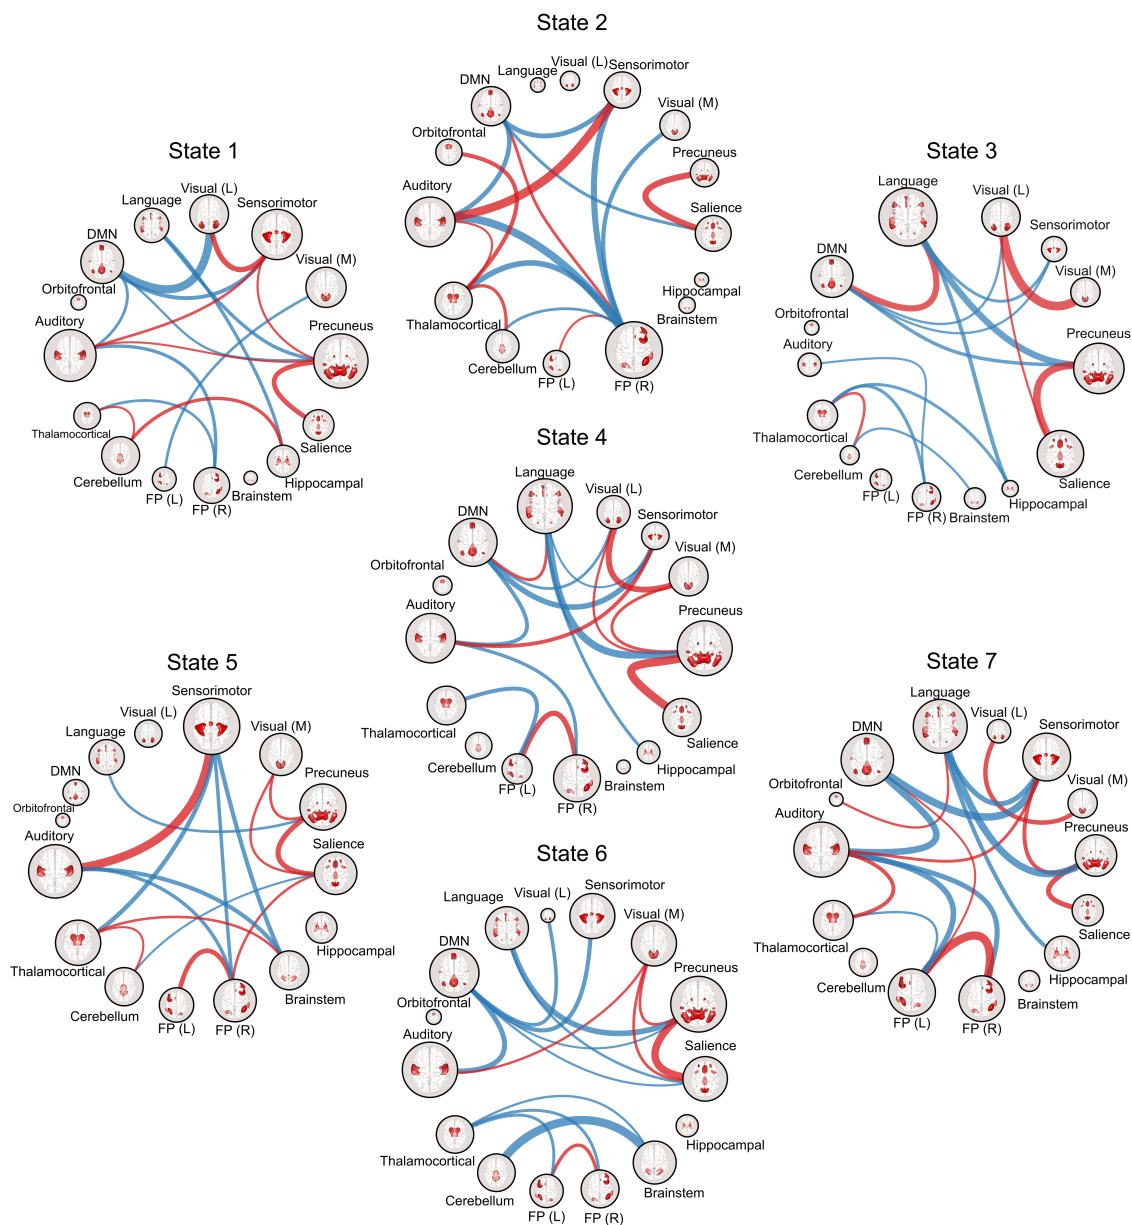 State 2
Language
Visual (L)
Sensorimotor
DMN
Visual (M)
Orbitofrontal
Precuneus
Auditory
Salience
Hippocampal
Thalamocortical
Brainstem
Cerebellum
FP (L)
FP (R)
State 1
Visual (L)
Language
Sensorimotor
DMN
Visual (M)
Orbitofrontal
Auditory
Precuneus
Thalamocortical
Salience
Cerebellum
Hippocampal
FP (L)
FP (R)
Brainstem
State 3
Language
Visual (L)
Sensorimotor
DMN
Visual (M)
Orbitofrontal
Precuneus
Auditory
Thalamocortical
Cerebellum
Salience
FP (L)
FP (R)
Brainstem
Hippocampal
State 4
Language
Visual (L)
DMN
Sensorimotor
Visual (M)
Orbitofrontal
Auditory
Precuneus
Thalamocortical
Salience
Cerebellum
Hippocampal
FP (L)
FP (R)
Brainstem
State 5
Sensorimotor
Visual (L)
Language
Visual (M)
DMN
Precuneus
Orbitofrontal
Auditory
Salience
Hippocampal
Thalamocortical
Brainstem
Cerebellum
FP (L)
FP (R)
State 7
Language
Visual (L)
DMN
Sensorimotor
Orbitofrontal
Visual (M)
Auditory
Precuneus
Salience
Thalamocortical
Hippocampal
Cerebellum
Brainstem
FP (L)
FP (R)
State 6
Sensorimotor
Visual (L)
Language
Visual (M)
DMN
Precuneus
Orbitofrontal
Auditory
Salience
Hippocampal
Thalamocortical
Cerebellum
Brainstem
FP (L)
FP (R)